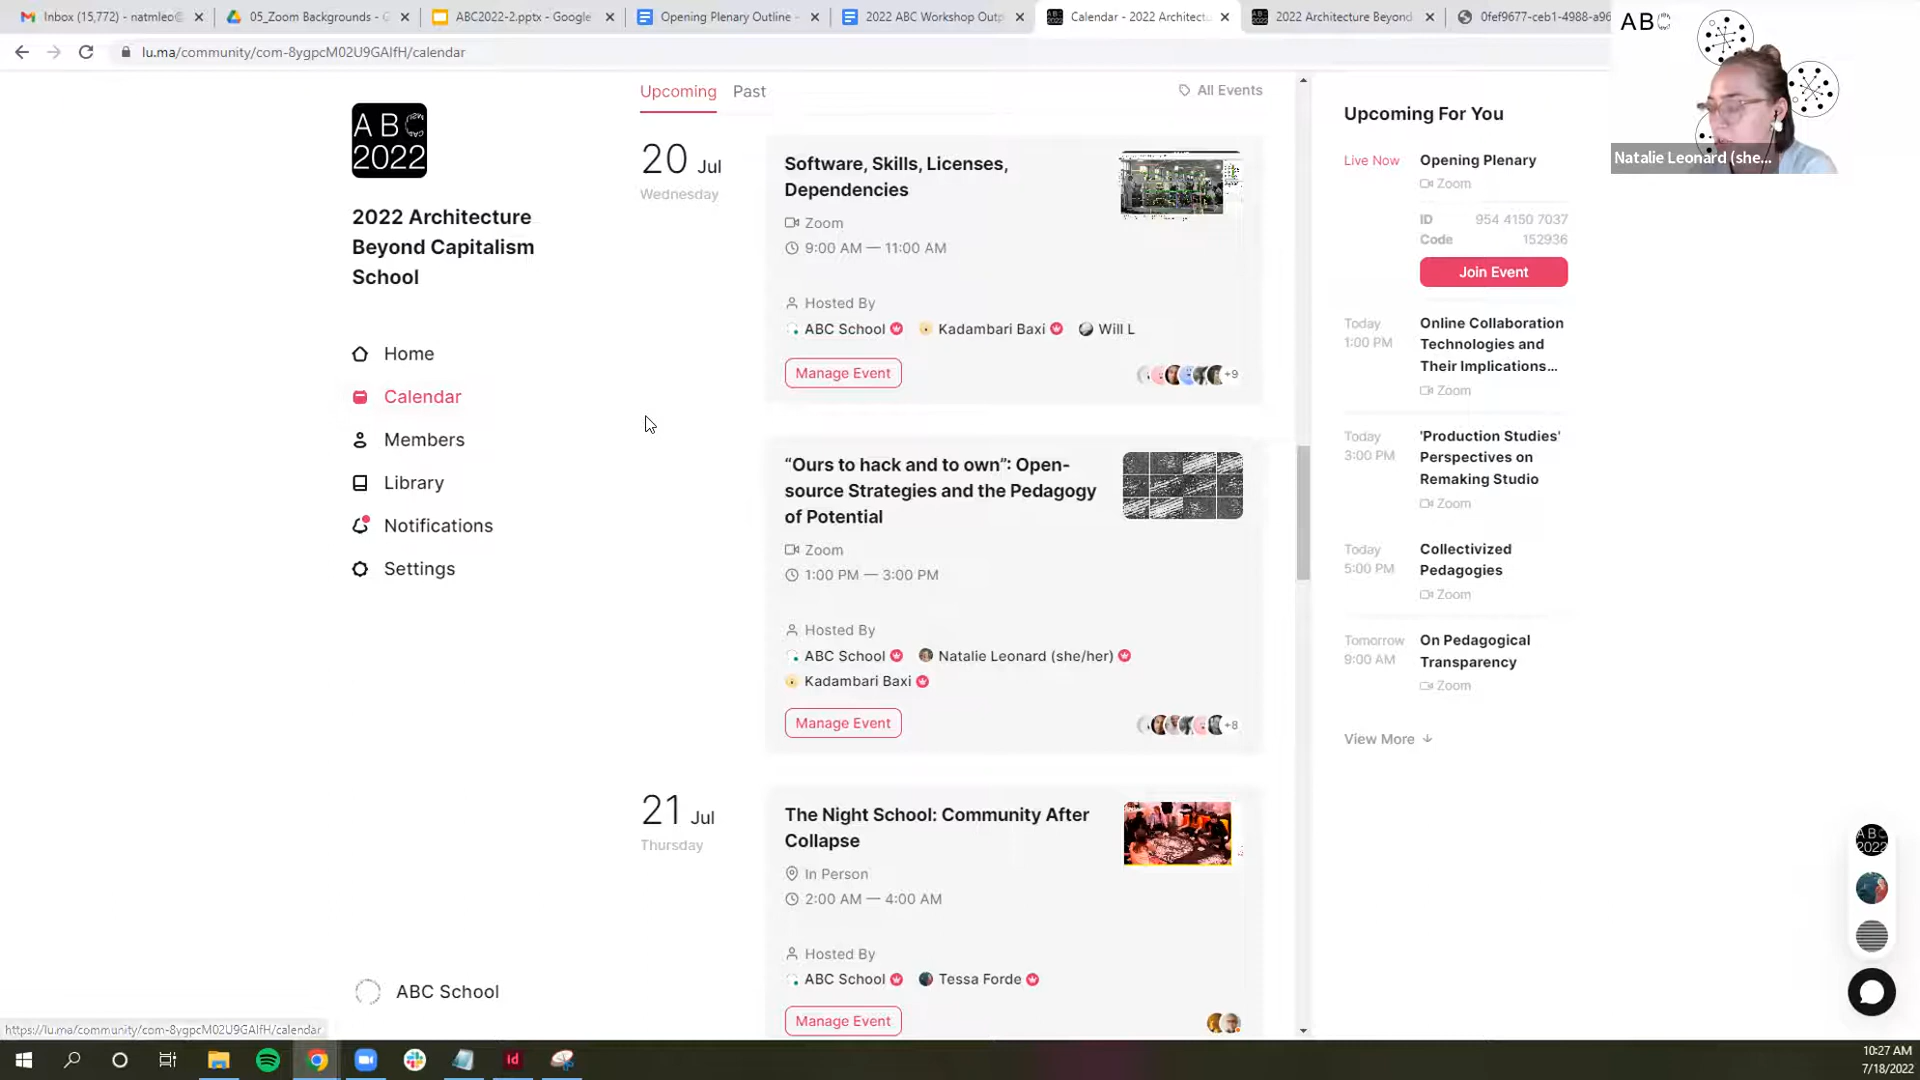 Inbox (15,772) - natmleo@
05_Zoom Backgrounds - G
ABC2022-2.pptx - Google
Opening Plenary Outline -
2022 ABC Workshop Outp
Calendar - 2022 Architectu
2022 Architecture Beyond
0fef9677-ceb1-4988-a96
lu.ma/community/com-8ygpcM02U9GAlfH/calendar
ABC
Natalie Leonard (she...
ABC
2022
2022 Architecture
Beyond Capitalism
School
Home
Calendar
Members
Library
Notifications
Settings
ABC School
https://lu.ma/community/com-8ygpcM02U9GAlfH/calendar
Upcoming
Past
All Events
20 Jul
Wednesday
Software, Skills, Licenses,
Dependencies
Zoom
9:00 AM — 11:00 AM
Hosted By
ABC School
Kadambari Baxi
Will L
Manage Event
+9
“Ours to hack and to own”: Open-
source Strategies and the Pedagogy
of Potential
Zoom
1:00 PM — 3:00 PM
Hosted By
ABC School
Natalie Leonard (she/her)
Kadambari Baxi
Manage Event
+8
21 Jul
Thursday
The Night School: Community After
Collapse
In Person
2:00 AM — 4:00 AM
Hosted By
ABC School
Tessa Forde
Manage Event
Upcoming For You
Live Now
Opening Plenary
Zoom
ID 954 4150 7037
Code 152936
Join Event
Today
1:00 PM
Online Collaboration
Technologies and
Their Implications...
Zoom
Today
3:00 PM
'Production Studies'
Perspectives on
Remaking Studio
Zoom
Today
5:00 PM
Collectivized
Pedagogies
Zoom
Tomorrow
9:00 AM
On Pedagogical
Transparency
Zoom
View More
ABC
2022
Id
10:27 AM
7/18/2022